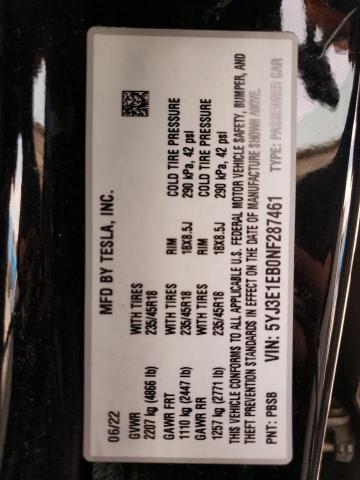 MFD BY TESLA, INC.
06/22
GVWR WITH TIRES RIM COLD TIRE PRESSURE
2207 kg (4866 lb) 235/45R18 18X8.5J 290 kPa, 42 psi
GAWR FRT WITH TIRES RIM COLD TIRE PRESSURE
1110 kg (2447 lb) 235/45R18 18X8.5J 290 kPa, 42 psi
GAWR RR
1257 kg (2771 lb) 235/45R18
THIS VEHICLE CONFORMS TO ALL APPLICABLE U.S. FEDERAL MOTOR VEHICLE SAFETY, BUMPER, AND
THEFT PREVENTION STANDARDS IN EFFECT ON THE DATE OF MANUFACTURE SHOWN ABOVE.
VIN: 5YJ3E1EB0NF287461
PNT: PBSB TYPE: PASSENGER CAR